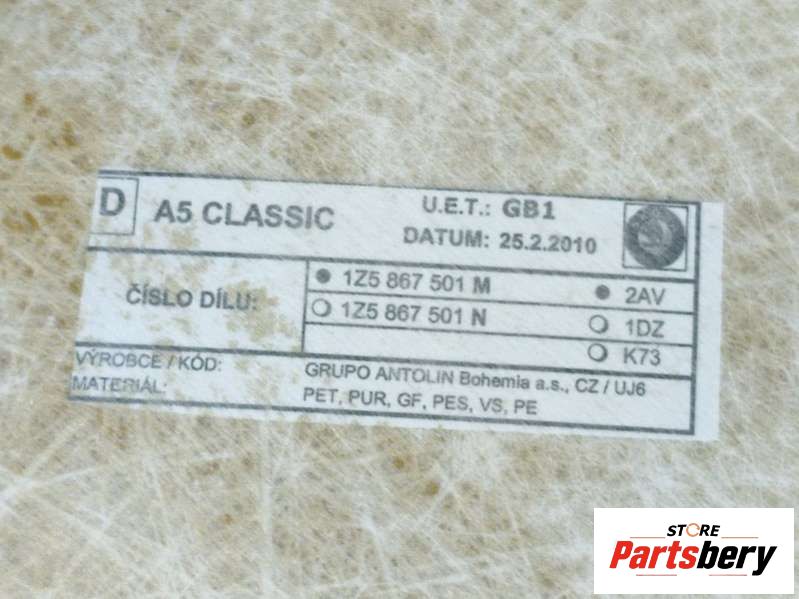 D A5 CLASSIC U.E.T.: GB1
DATUM: 25.2.2010
ČÍSLO DÍLU:
1Z5 867 501 M 2AV
1Z5 867 501 N 1DZ
K73
VÝROBCE / KÓD: GRUPO ANTOLIN Bohemia a.s., CZ / UJ6
MATERIÁL: PET, PUR, GF, PES, VS, PE
STORE
Partsbery